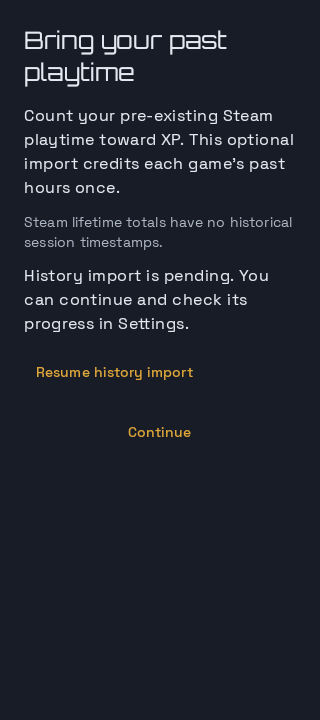 Bring your past
playtime
Count your pre-existing Steam
playtime toward XP. This optional
import credits each game's past
hours once.
Steam lifetime totals have no historical
session timestamps.
History import is pending. You
can continue and check its
progress in Settings.
Resume history import
Continue